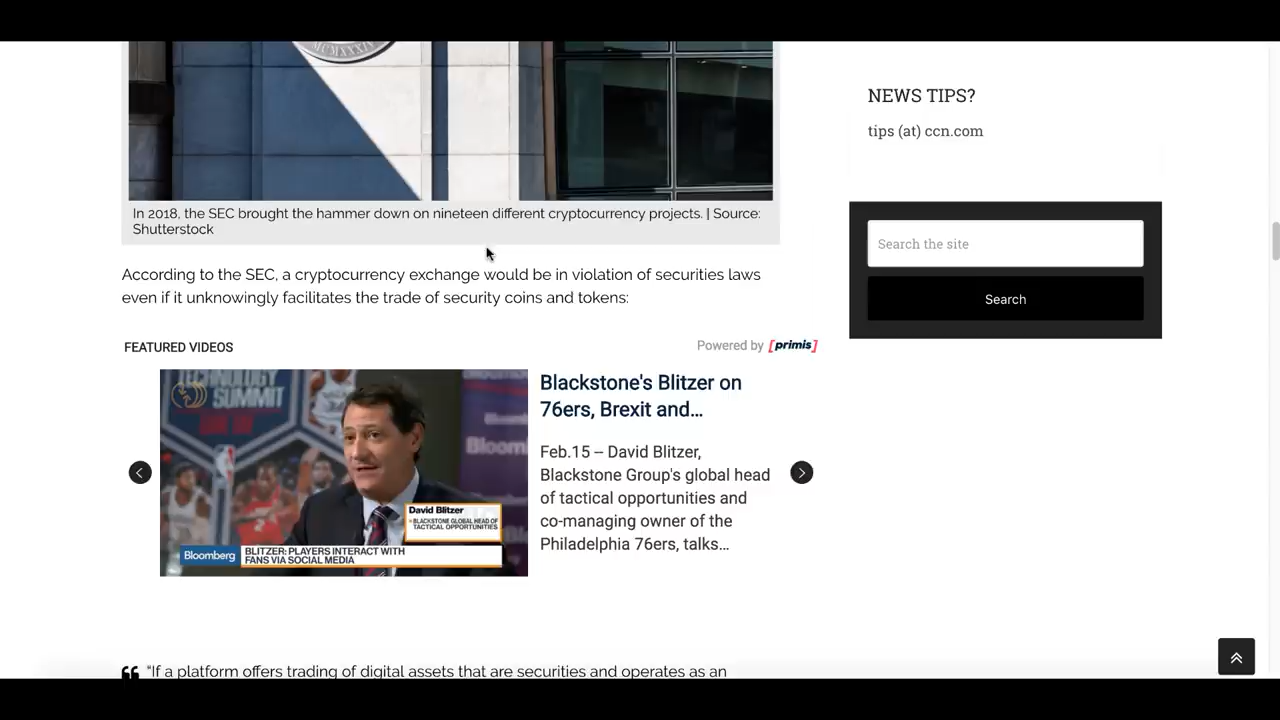 MCMXXXIV
NEWS TIPS?
tips (at) ccn.com
In 2018, the SEC brought the hammer down on nineteen different cryptocurrency projects. | Source:
Shutterstock
Search the site
Search
According to the SEC, a cryptocurrency exchange would be in violation of securities laws
even if it unknowingly facilitates the trade of security coins and tokens:
FEATURED VIDEOS
Powered by [primis]
TECHNOLOGY
SUMMIT
Bloom
Bloomberg
David Blitzer
BLACKSTONE GLOBAL HEAD OF
TACTICAL OPPORTUNITIES
Bloomberg
BLITZER: PLAYERS INTERACT WITH
FANS VIA SOCIAL MEDIA
Blackstone's Blitzer on
76ers, Brexit and...
Feb.15 -- David Blitzer,
Blackstone Group's global head
of tactical opportunities and
co-managing owner of the
Philadelphia 76ers, talks...
“If a platform offers trading of digital assets that are securities and operates as an